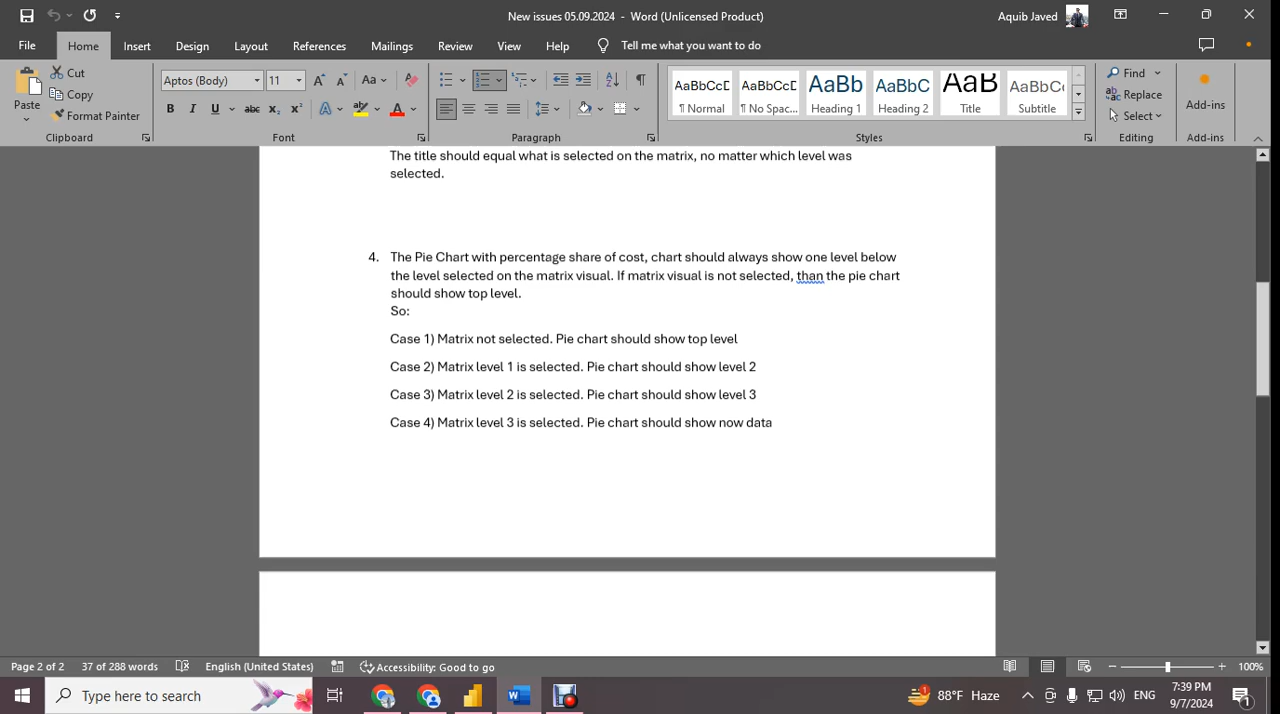 New issues 05.09.2024 - Word (Unlicensed Product)
Aquib Javed
File Home Insert Design Layout References Mailings Review View Help Tell me what you want to do
Paste
Cut
Copy
Format Painter
Clipboard
Aptos (Body) 11
Font
Paragraph
AaBbCcD AaBbCcD AaBb AaBbC AaB AaBbCc
¶ Normal ¶ No Spac... Heading 1 Heading 2 Title Subtitle
Styles
Find
Replace
Select
Editing
Add-ins
Add-ins
The title should equal what is selected on the matrix, no matter which level was
selected.
4. The Pie Chart with percentage share of cost, chart should always show one level below
the level selected on the matrix visual. If matrix visual is not selected, than the pie chart
should show top level.
So:
Case 1) Matrix not selected. Pie chart should show top level
Case 2) Matrix level 1 is selected. Pie chart should show level 2
Case 3) Matrix level 2 is selected. Pie chart should show level 3
Case 4) Matrix level 3 is selected. Pie chart should show now data
Page 2 of 2 37 of 288 words English (United States) Accessibility: Good to go 100%
Type here to search
88°F Haze
ENG
7:39 PM
9/7/2024